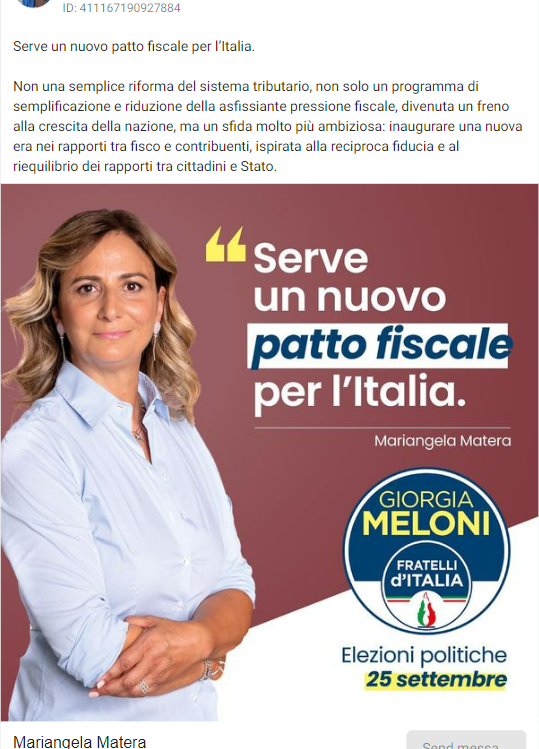 ID: 411167190927884
Serve un nuovo patto fiscale per l'Italia.
Non una semplice riforma del sistema tributario, non solo un programma di
semplificazione e riduzione della asfissiante pressione fiscale, divenuta un freno
alla crescita della nazione, ma un sfida molto più ambiziosa: inaugurare una nuova
era nei rapporti tra fisco e contribuenti, ispirata alla reciproca fiducia e al
riequilibrio dei rapporti tra cittadini e Stato.
“Serve
un nuovo
patto fiscale
per l'Italia.
Mariangela Matera
GIORGIA
MELONI
FRATELLI
d'ITALIA
Elezioni politiche
25 settembre
Mariangela Matera
Send messa